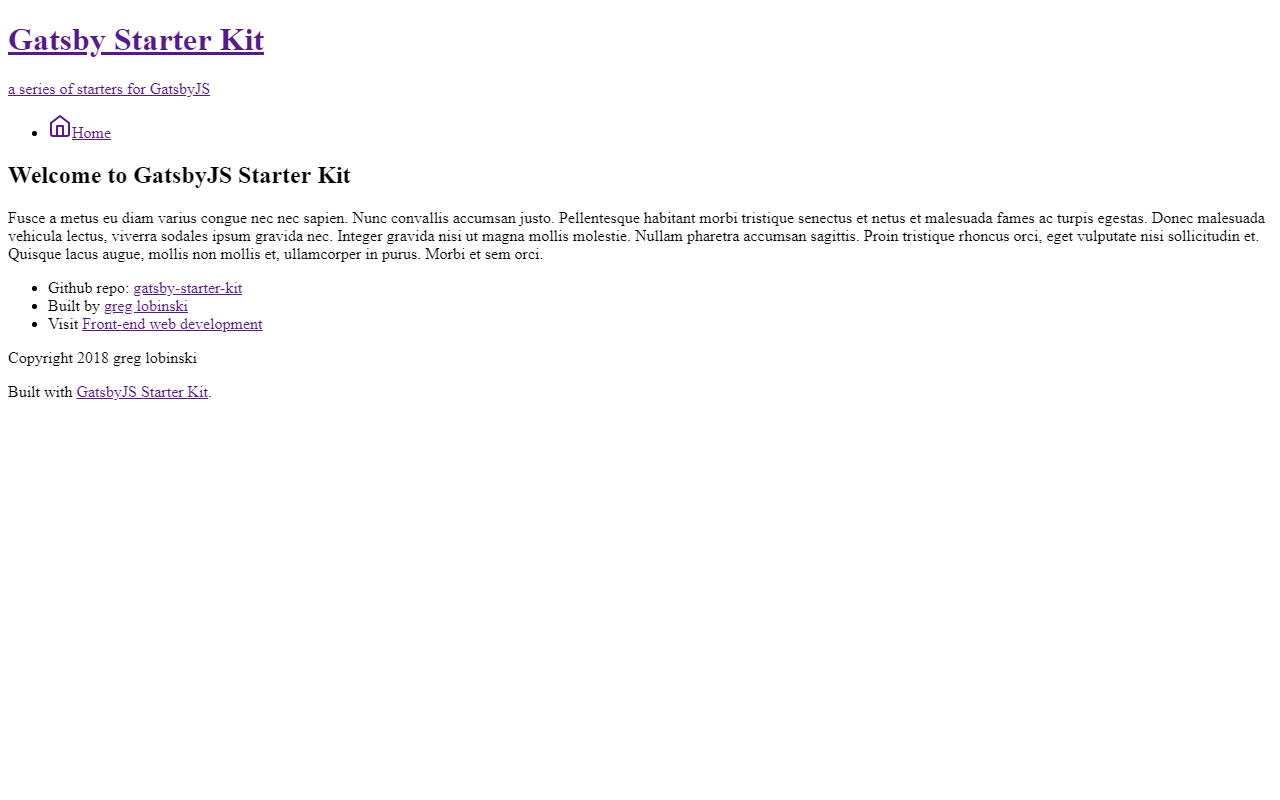 Gatsby Starter Kit
a series of starters for GatsbyJS
Home
Welcome to GatsbyJS Starter Kit
Fusce a metus eu diam varius congue nec nec sapien. Nunc convallis accumsan justo. Pellentesque habitant morbi tristique senectus et netus et malesuada fames ac turpis egestas. Donec malesuada
vehicula lectus, viverra sodales ipsum gravida nec. Integer gravida nisi ut magna mollis molestie. Nullam pharetra accumsan sagittis. Proin tristique rhoncus orci, eget vulputate nisi sollicitudin et.
Quisque lacus augue, mollis non mollis et, ullamcorper in purus. Morbi et sem orci.
Github repo: gatsby-starter-kit
Built by greg lobinski
Visit Front-end web development
Copyright 2018 greg lobinski
Built with GatsbyJS Starter Kit.